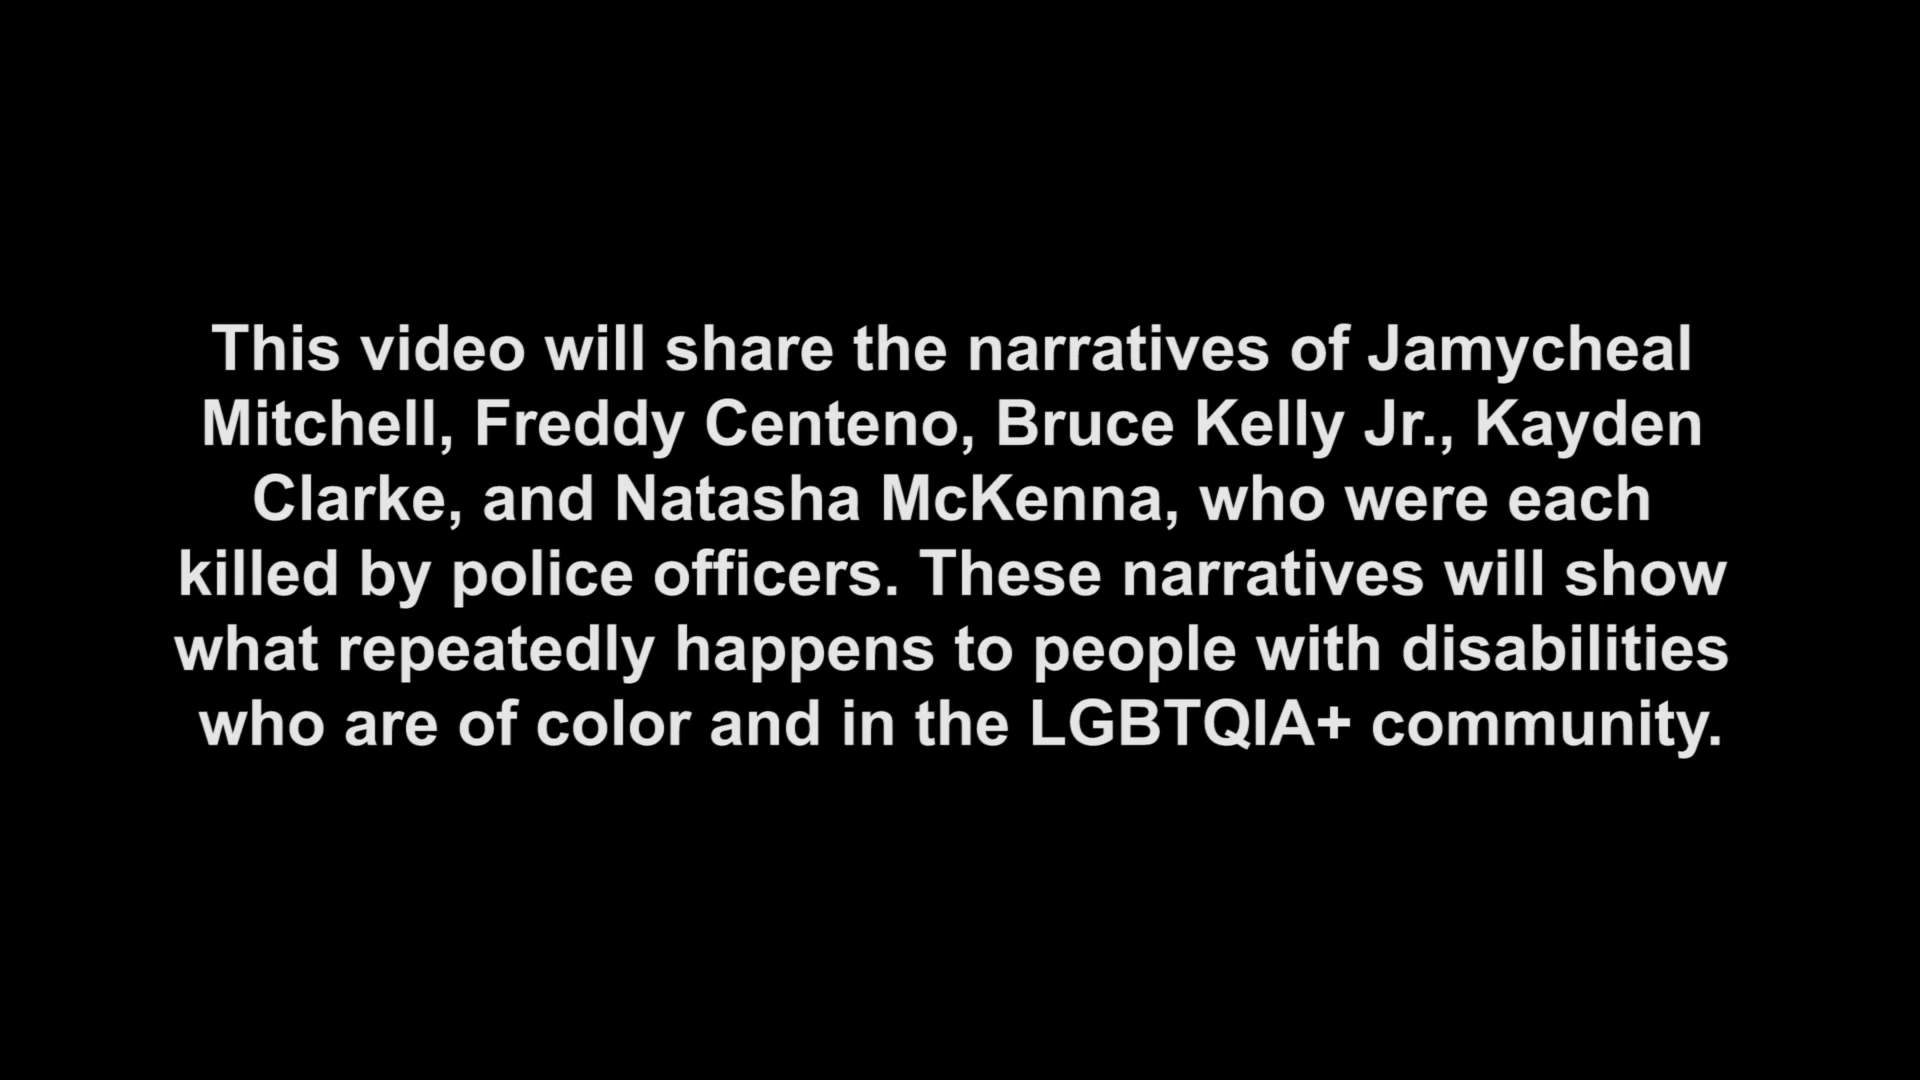 This video will share the narratives of Jamycheal
Mitchell, Freddy Centeno, Bruce Kelly Jr., Kayden
Clarke, and Natasha McKenna, who were each
killed by police officers. These narratives will show
what repeatedly happens to people with disabilities
who are of color and in the LGBTQIA+ community.